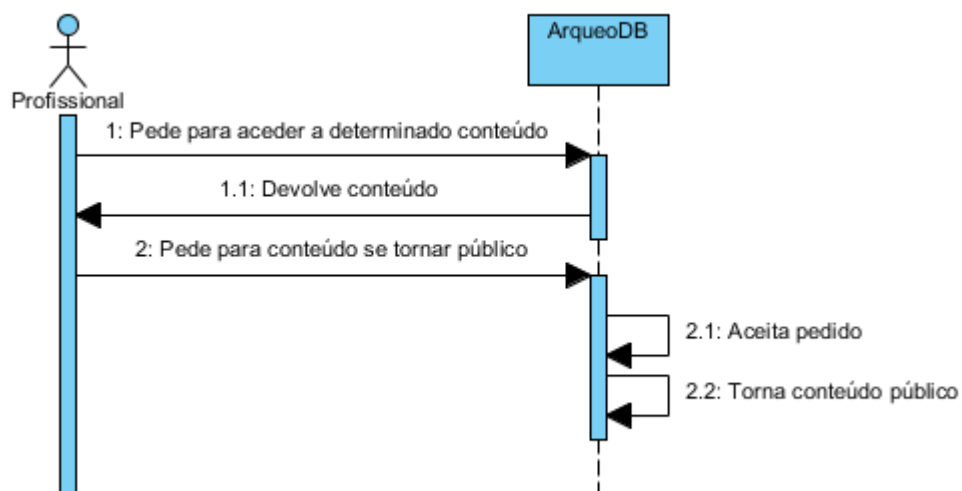 ArqueoDB
Profissional
1: Pede para aceder a determinado conteúdo
1.1: Devolve conteúdo
2: Pede para conteúdo se tornar público
2.1: Aceita pedido
2.2: Torna conteúdo público